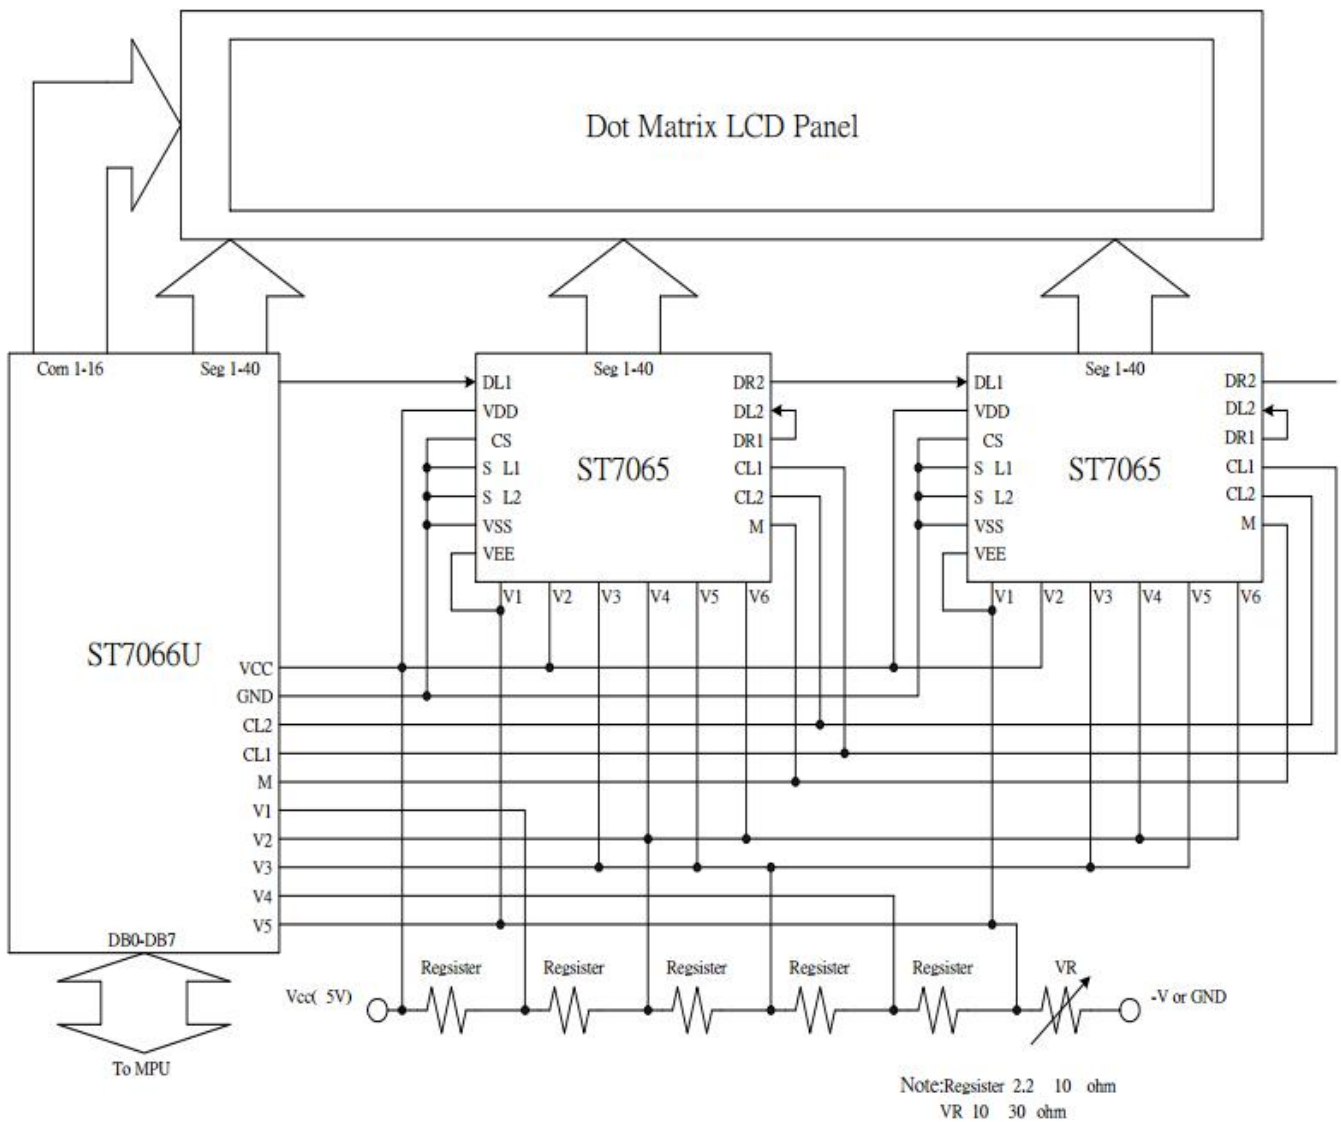 Dot Matrix LCD Panel
Com 1-16
Seg 1-40
Seg 1-40
Seg 1-40
DL1
VDD
CS
S L1
S L2
VSS
VEE
ST7065
DR2
DL2
DR1
CL1
CL2
M
V1
V2
V3
V4
V5
V6
DL1
VDD
CS
S L1
S L2
VSS
VEE
ST7065
DR2
DL2
DR1
CL1
CL2
M
V1
V2
V3
V4
V5
V6
ST7066U
VCC
GND
CL2
CL1
M
V1
V2
V3
V4
V5
DB0-DB7
To MPU
Vcc( 5V)
Regsister
Regsister
Regsister
Regsister
Regsister
VR
-V or GND
Note:Regsister 2.2 10 ohm
VR 10 30 ohm